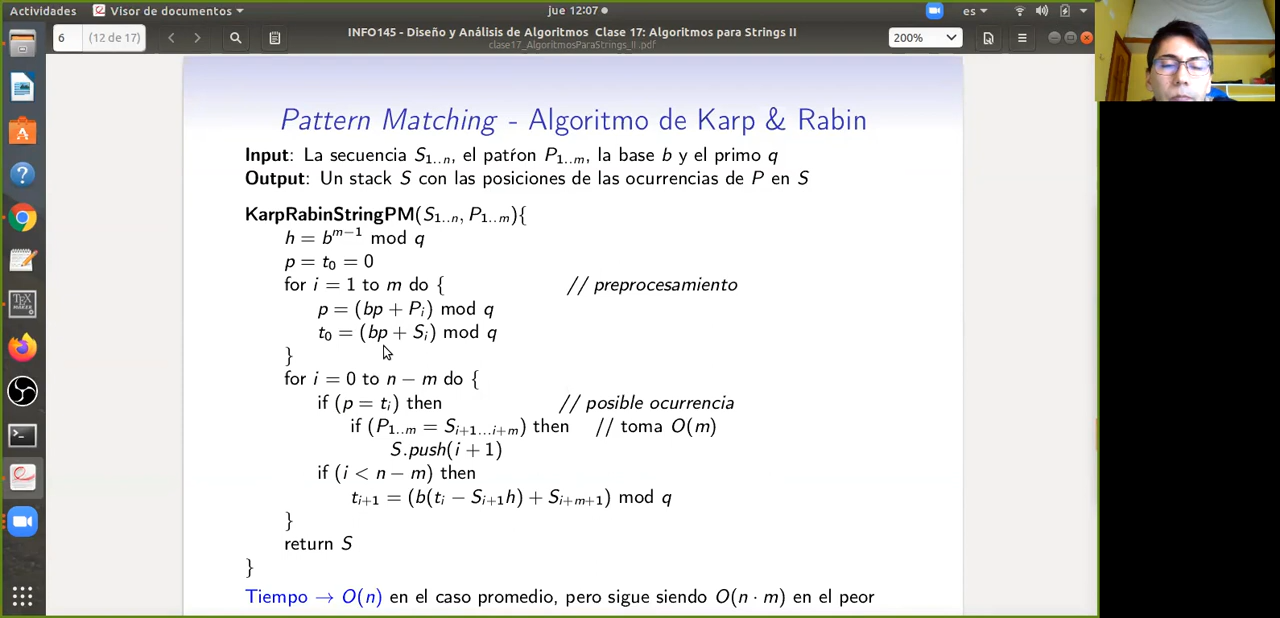 Actividades Visor de documentos jue 12:07 es
6 (12 de 17) INFO145 - Diseño y Análisis de Algoritmos Clase 17: Algoritmos para Strings II 200%
clase17_AlgoritmosParaStrings_II.pdf
Pattern Matching - Algoritmo de Karp & Rabin
Input: La secuencia S₁..ₙ, el patŕon P₁..ₘ, la base b y el primo q
Output: Un stack S con las posiciones de las ocurrencias de P en S
KarpRabinStringPM(S₁..ₙ, P₁..ₘ){
h = bᵐ⁻¹ mod q
p = t₀ = 0
for i = 1 to m do { // preprocesamiento
p = (bp + Pᵢ) mod q
t₀ = (bp + Sᵢ) mod q
}
for i = 0 to n − m do {
if (p = tᵢ) then // posible ocurrencia
if (P₁..ₘ = Sᵢ₊₁...ᵢ₊ₘ) then // toma O(m)
S.push(i + 1)
if (i < n − m) then
tᵢ₊₁ = (b(tᵢ − Sᵢ₊₁h) + Sᵢ₊ₘ₊₁) mod q
}
return S
}
Tiempo → O(n) en el caso promedio, pero sigue siendo O(n · m) en el peor